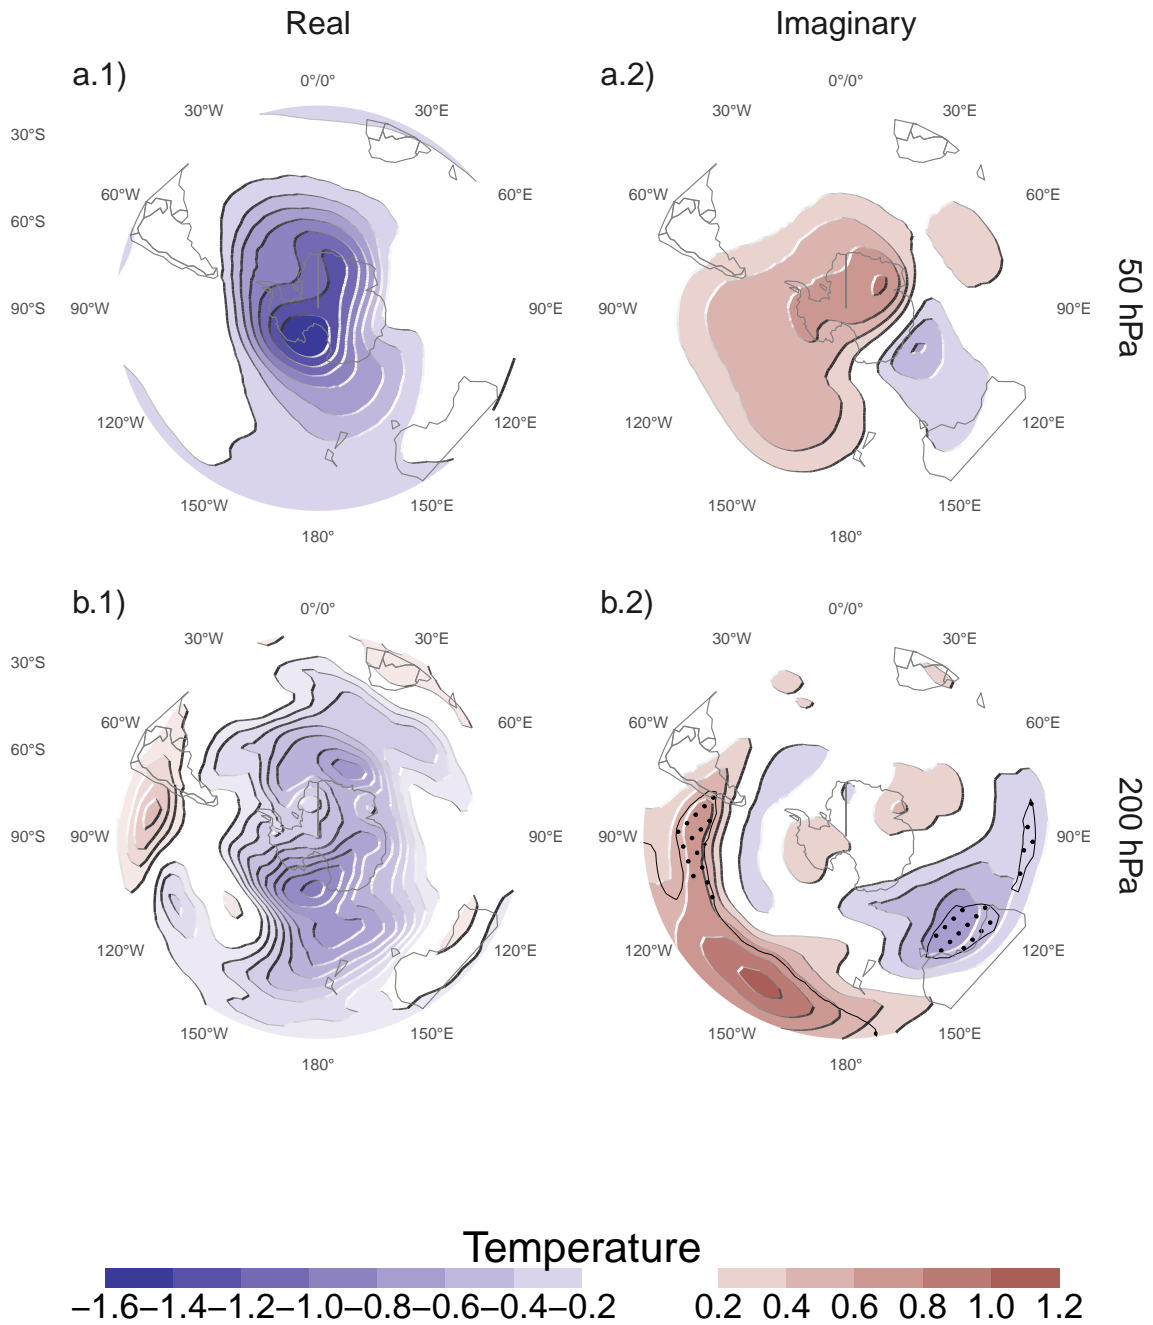 Real Imaginary
a.1) a.2)
0°/0° 0°/0°
30°W 30°E 30°W 30°E
30°S
60°W 60°E 60°W 60°E
60°S
90°S 90°W 90°E 90°W 90°E
50 hPa
120°W 120°E 120°W 120°E
150°W 150°E 150°W 150°E
180° 180°
b.1) b.2)
0°/0° 0°/0°
30°W 30°E 30°W 30°E
30°S
60°W 60°E 60°W 60°E
60°S
90°S 90°W 90°E 90°W 90°E
200 hPa
120°W 120°E 120°W 120°E
150°W 150°E 150°W 150°E
180° 180°
Temperature
−1.6 −1.4 −1.2 −1.0 −0.8 −0.6 −0.4 −0.2 0.2 0.4 0.6 0.8 1.0 1.2